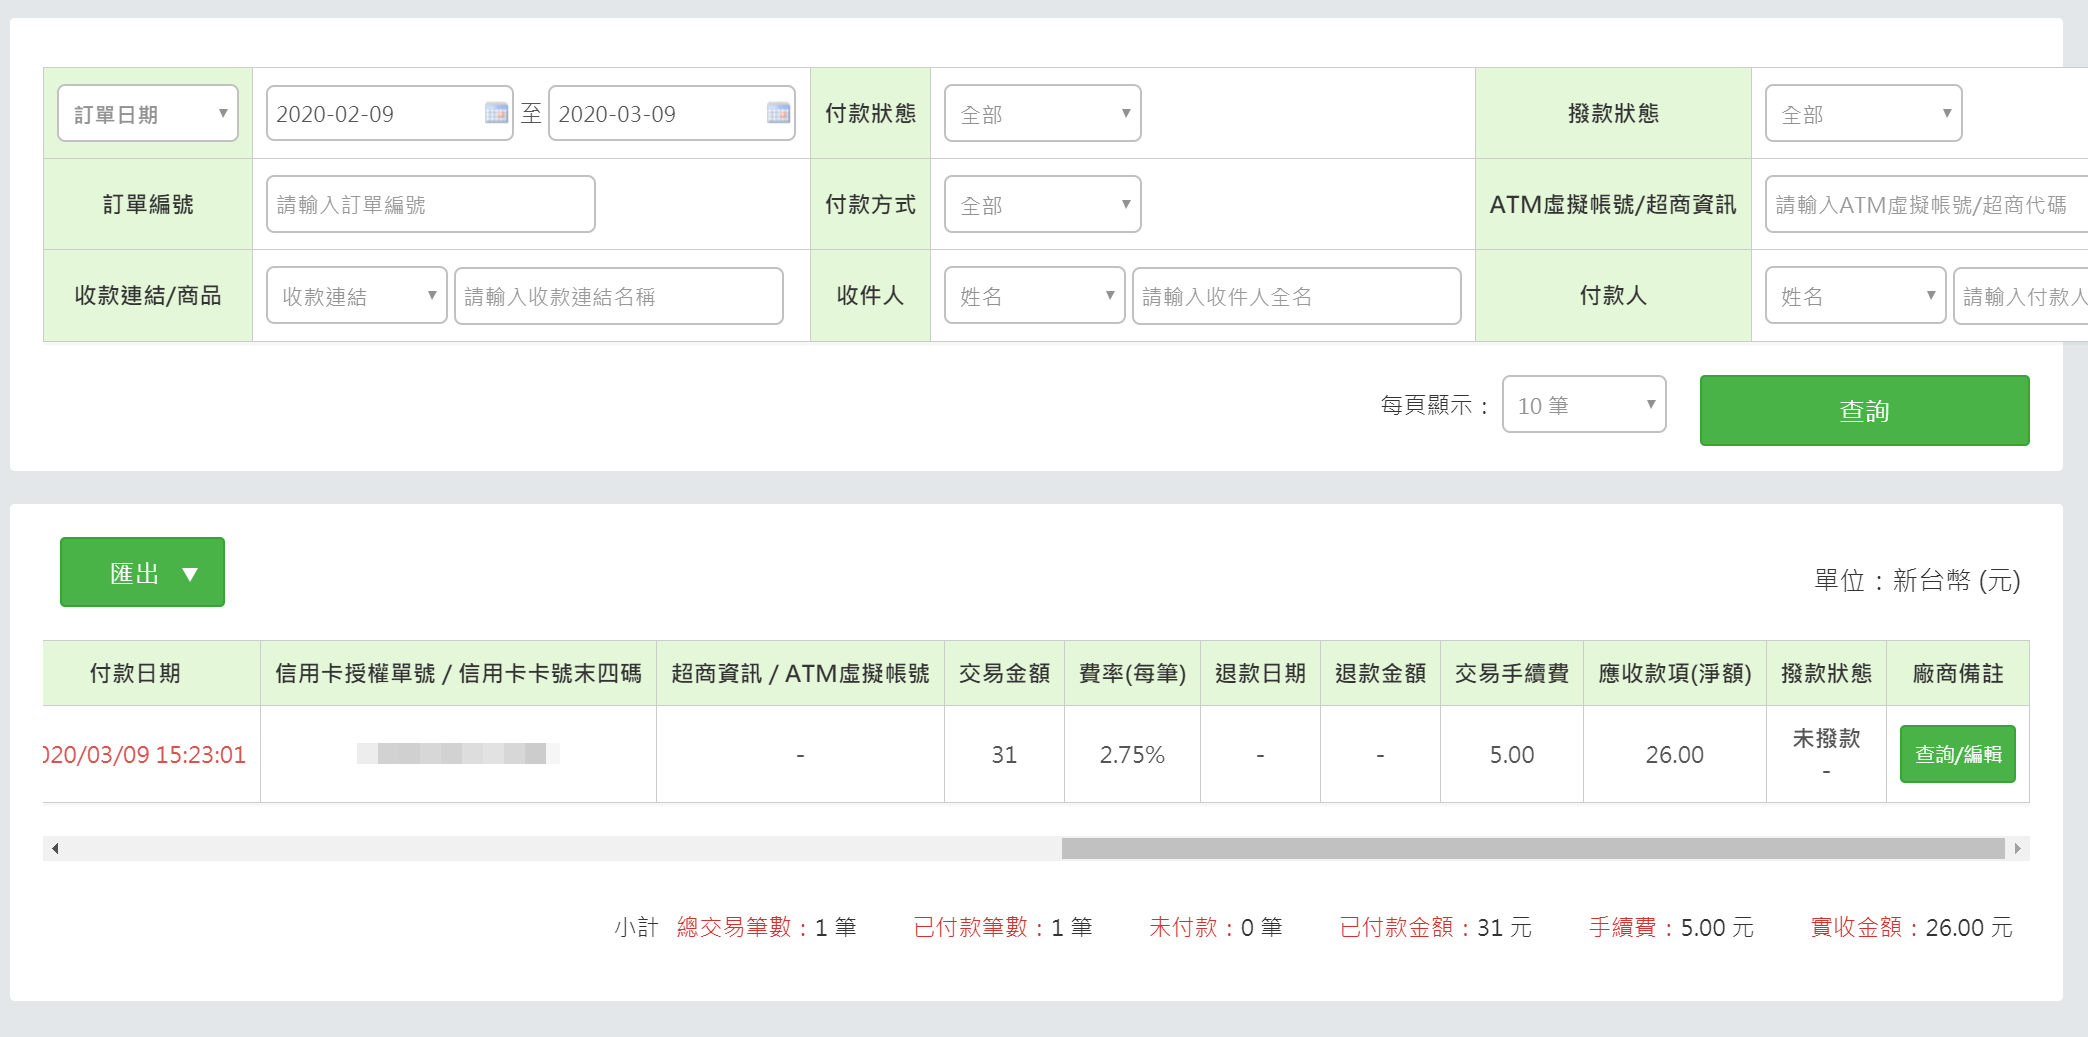 訂單日期 2020-02-09 至 2020-03-09 付款狀態 全部 撥款狀態 全部
訂單編號 請輸入訂單編號 付款方式 全部 ATM虛擬帳號/超商資訊 請輸入ATM虛擬帳號/超商代碼
收款連結/商品 收款連結 請輸入收款連結名稱 收件人 姓名 請輸入收件人全名 付款人 姓名 請輸入付款人
每頁顯示： 10 筆 查詢
匯出
單位：新台幣 (元)
付款日期 信用卡授權單號 / 信用卡卡號末四碼 超商資訊 / ATM虛擬帳號 交易金額 費率(每筆) 退款日期 退款金額 交易手續費 應收款項(淨額) 撥款狀態 廠商備註
020/03/09 15:23:01 - 31 2.75% - - 5.00 26.00 未撥款 - 查詢/編輯
小計 總交易筆數：1 筆 已付款筆數：1 筆 未付款：0 筆 已付款金額：31 元 手續費：5.00 元 實收金額：26.00 元